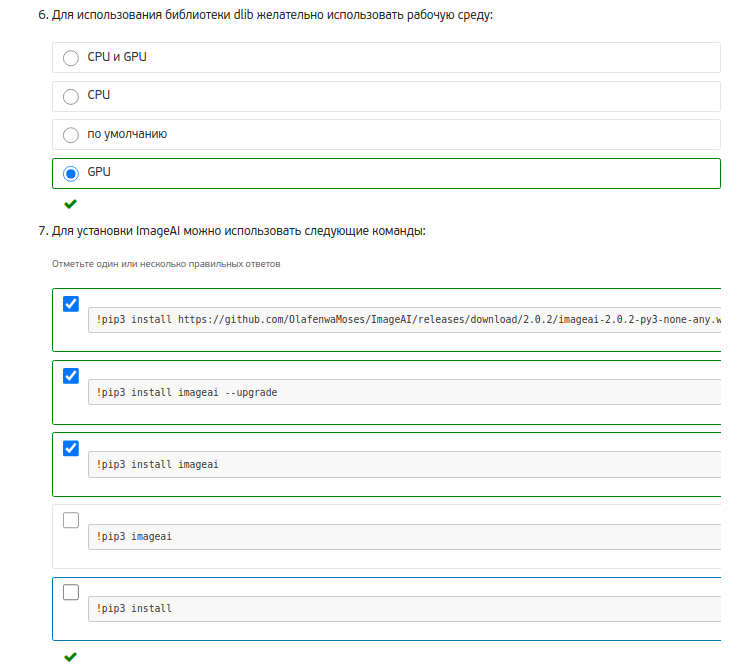 6. Для использования библиотеки dlib желательно использовать рабочую среду:
CPU и GPU
CPU
по умолчанию
GPU
7. Для установки ImageAI можно использовать следующие команды:
Отметьте один или несколько правильных ответов
!pip3 install https://github.com/OlafenwaMoses/ImageAI/releases/download/2.0.2/imageai-2.0.2-py3-none-any.w
!pip3 install imageai --upgrade
!pip3 install imageai
!pip3 imageai
!pip3 install